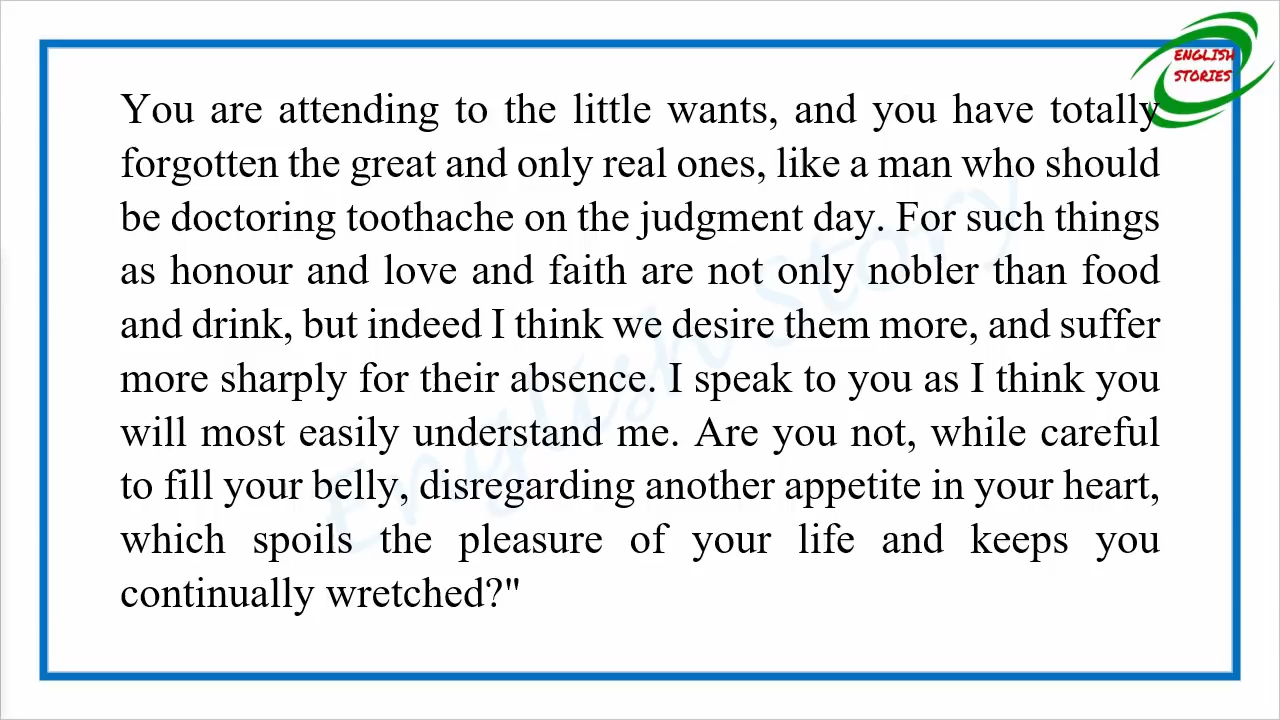 ENGLISH
STORIES
You are attending to the little wants, and you have totally
forgotten the great and only real ones, like a man who should
be doctoring toothache on the judgment day. For such things
as honour and love and faith are not only nobler than food
and drink, but indeed I think we desire them more, and suffer
more sharply for their absence. I speak to you as I think you
will most easily understand me. Are you not, while careful
to fill your belly, disregarding another appetite in your heart,
which spoils the pleasure of your life and keeps you
continually wretched?"
English Story